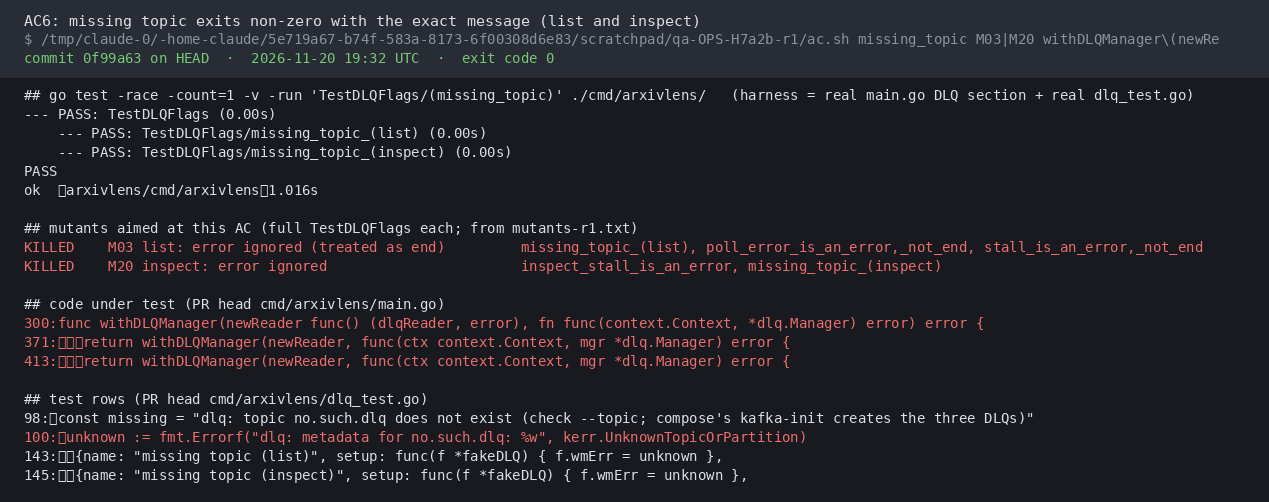 AC6: missing topic exits non-zero with the exact message (list and inspect)
$ /tmp/claude-0/-home-claude/5e719a67-b74f-583a-8173-6f00308d6e83/scratchpad/qa-OPS-H7a2b-r1/ac.sh missing_topic M03|M20 withDLQManager\(newRe
commit 0f99a63 on HEAD · 2026-11-20 19:32 UTC · exit code 0
## go test -race -count=1 -v -run 'TestDLQFlags/(missing_topic)' ./cmd/arxivlens/ (harness = real main.go DLQ section + real dlq_test.go)
--- PASS: TestDLQFlags (0.00s)
--- PASS: TestDLQFlags/missing_topic_(list) (0.00s)
--- PASS: TestDLQFlags/missing_topic_(inspect) (0.00s)
PASS
ok arxivlens/cmd/arxivlens 1.016s
## mutants aimed at this AC (full TestDLQFlags each; from mutants-r1.txt)
KILLED M03 list: error ignored (treated as end) missing_topic_(list), poll_error_is_an_error,_not_end, stall_is_an_error,_not_end
KILLED M20 inspect: error ignored inspect_stall_is_an_error, missing_topic_(inspect)
## code under test (PR head cmd/arxivlens/main.go)
300:func withDLQManager(newReader func() (dlqReader, error), fn func(context.Context, *dlq.Manager) error) error {
371: return withDLQManager(newReader, func(ctx context.Context, mgr *dlq.Manager) error {
413: return withDLQManager(newReader, func(ctx context.Context, mgr *dlq.Manager) error {
## test rows (PR head cmd/arxivlens/dlq_test.go)
98: const missing = "dlq: topic no.such.dlq does not exist (check --topic; compose's kafka-init creates the three DLQs)"
100: unknown := fmt.Errorf("dlq: metadata for no.such.dlq: %w", kerr.UnknownTopicOrPartition)
143: {name: "missing topic (list)", setup: func(f *fakeDLQ) { f.wmErr = unknown },
145: {name: "missing topic (inspect)", setup: func(f *fakeDLQ) { f.wmErr = unknown },